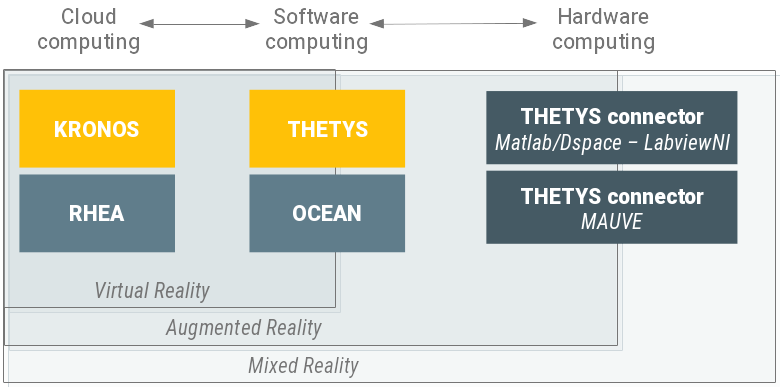 Cloud computing
Software computing
Hardware computing
KRONOS
THETYS
THETYS connector
Matlab/Dspace – LabviewNI
RHEA
OCEAN
THETYS connector
MAUVE
Virtual Reality
Augmented Reality
Mixed Reality